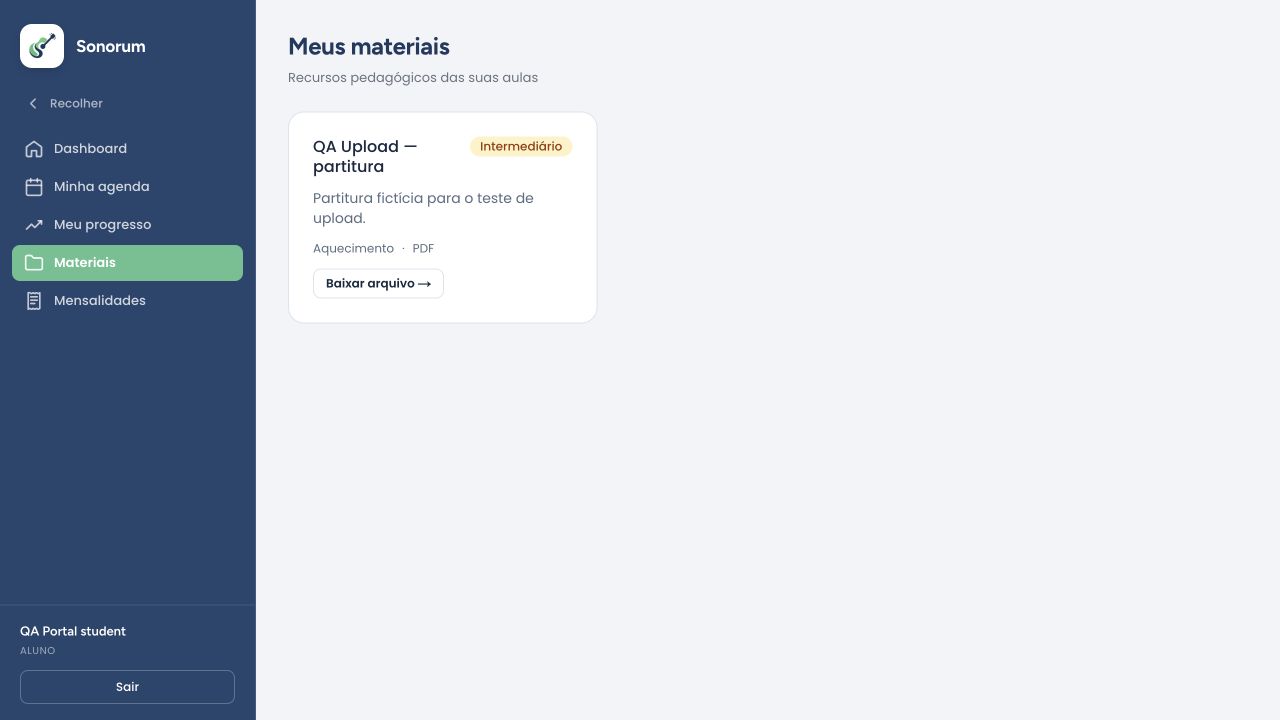 Sonorum
Recolher
Dashboard
Minha agenda
Meu progresso
Materiais
Mensalidades
QA Portal student
ALUNO
Sair
Meus materiais
Recursos pedagógicos das suas aulas
QA Upload —
partitura
Intermediário
Partitura fictícia para o teste de
upload.
Aquecimento · PDF
Baixar arquivo →